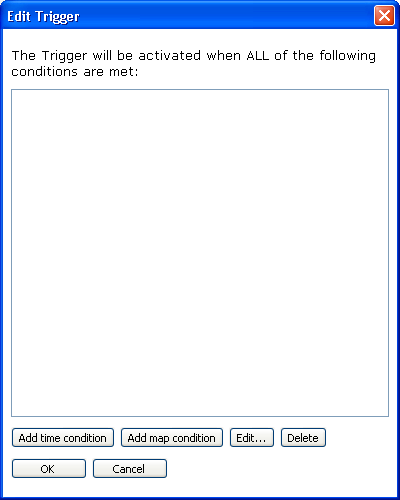 Edit Trigger
The Trigger will be activated when ALL of the following
conditions are met:
Add time condition Add map condition Edit... Delete
OK Cancel